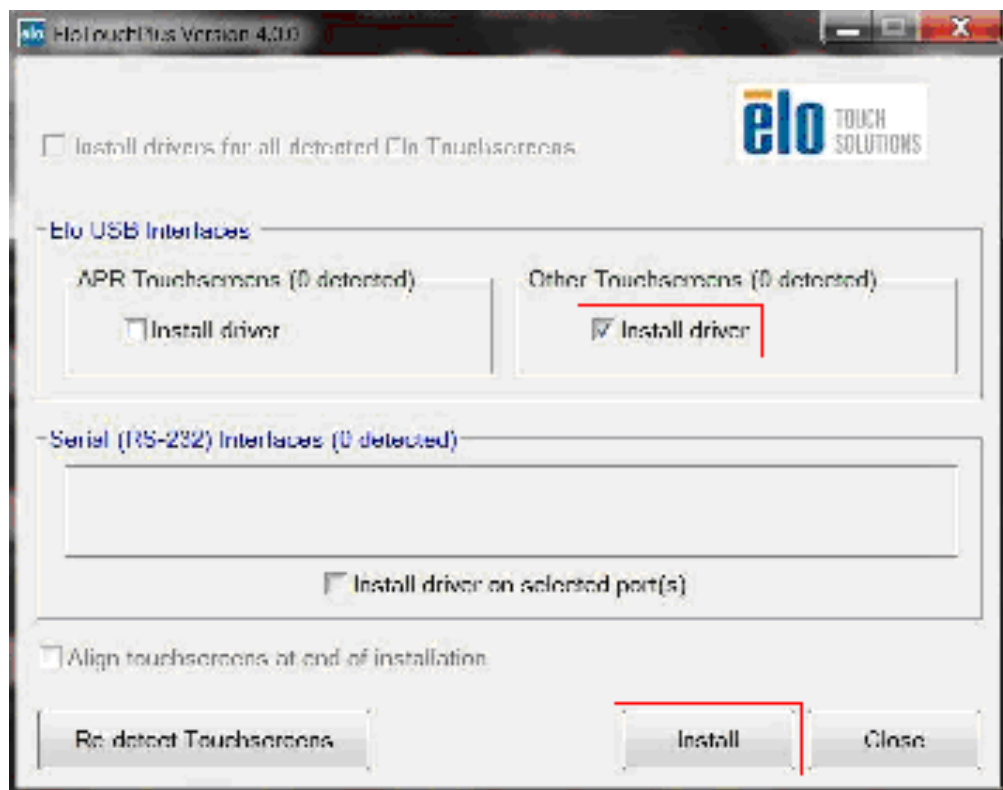 elo EloTouchPlus Version 4.0.0
elo TOUCH SOLUTIONS
Install drivers for all detected Elo Touchscreens
Elo USB Interfaces
APR Touchscreens (0 detected)
Install driver
Other Touchscreens (0 detected)
Install driver
Serial (RS-232) Interfaces (0 detected)
Install driver on selected port(s)
Align touchscreens at end of installation
Re-detect Touchscreens
Install
Close